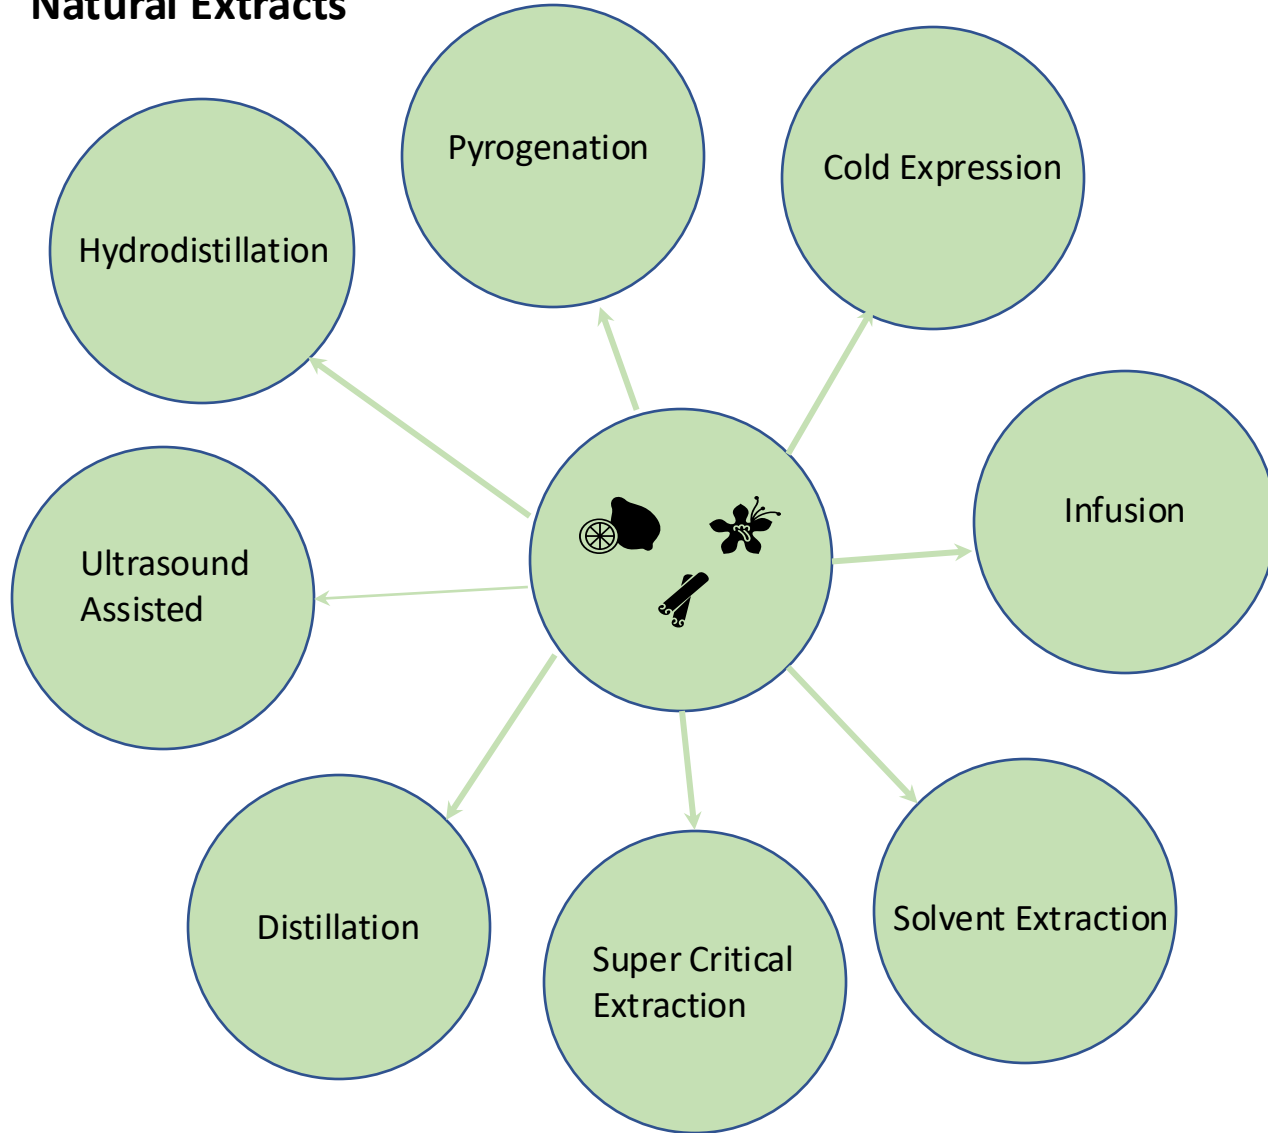 Natural Extracts
Pyrogenation
Cold Expression
Hydrodistillation
Infusion
Ultrasound
Assisted
Solvent Extraction
Distillation
Super Critical
Extraction